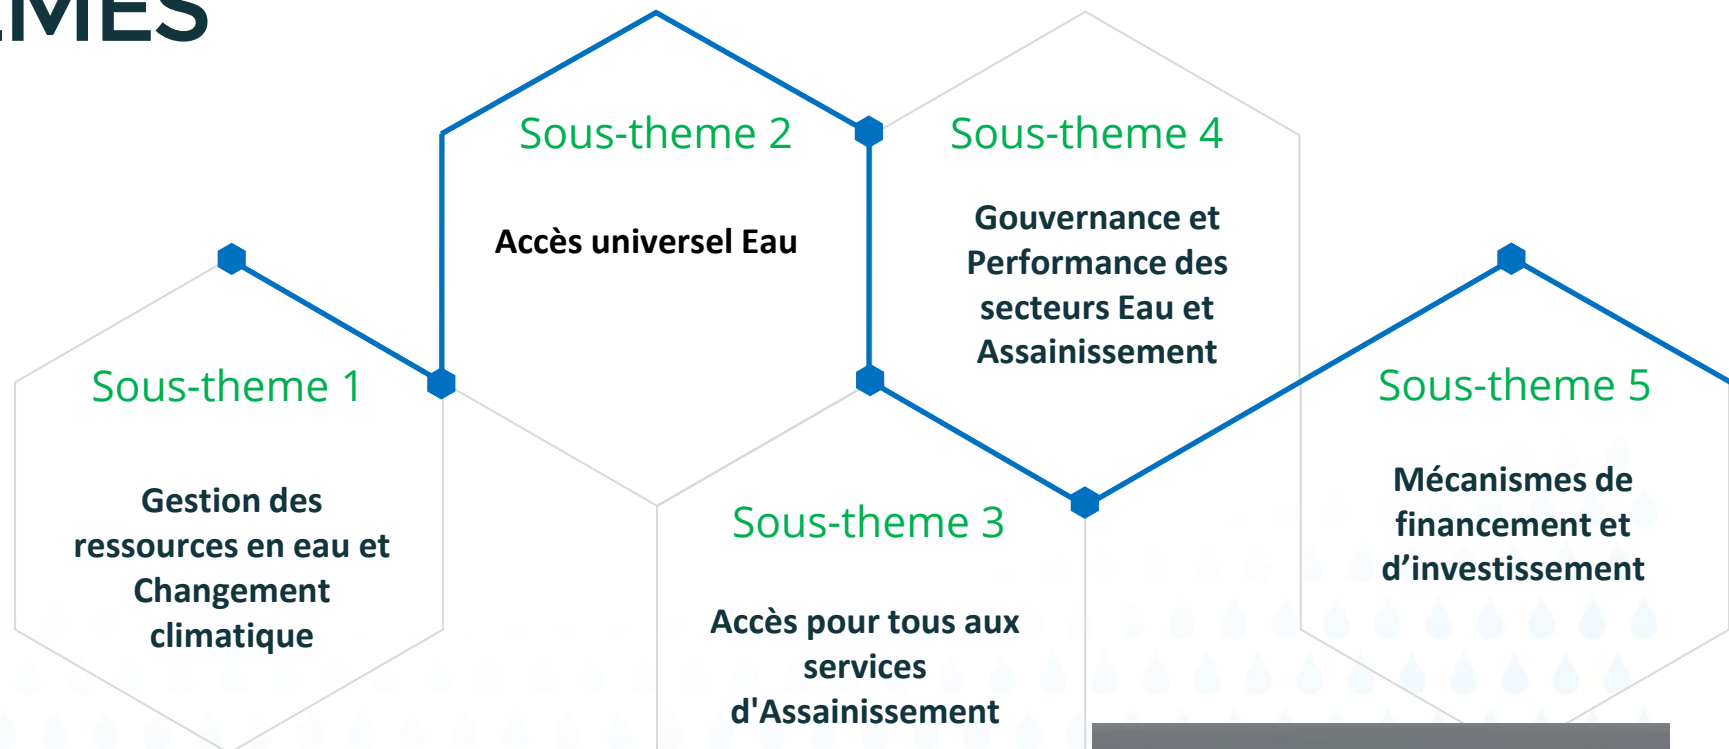 Sous-theme 1
Gestion des
ressources en eau et
Changement
climatique
Sous-theme 2
Accès universel Eau
Sous-theme 3
Accès pour tous aux
services
d'Assainissement
Sous-theme 4
Gouvernance et
Performance des
secteurs Eau et
Assainissement
Sous-theme 5
Mécanismes de
financement et
d’investissement